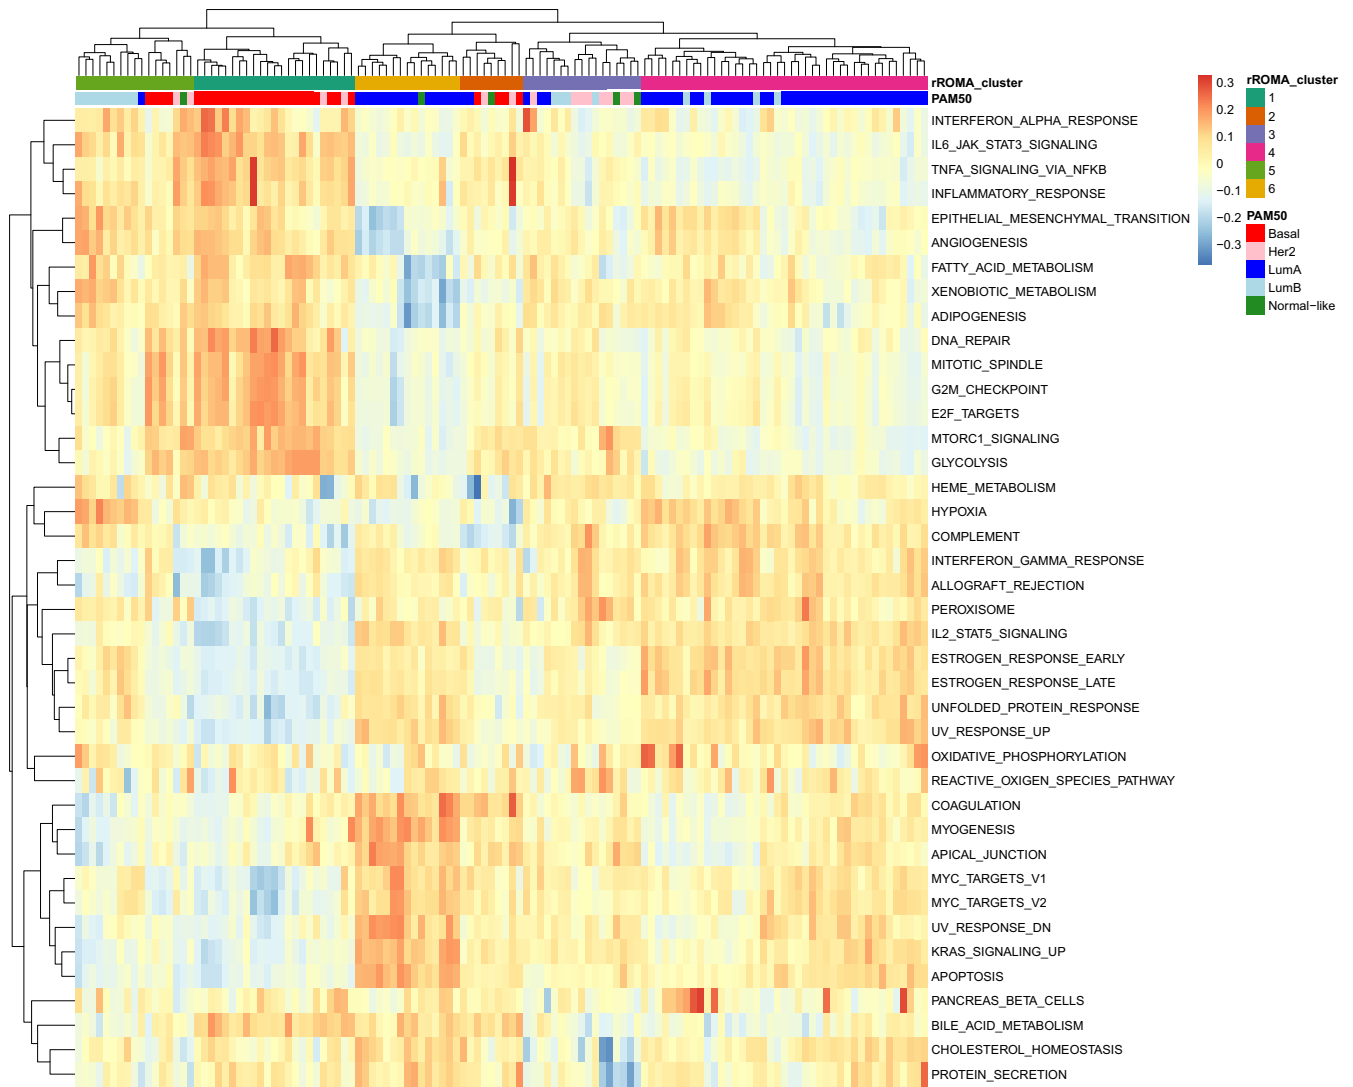 rROMA_cluster
PAM50
INTERFERON_ALPHA_RESPONSE
IL6_JAK_STAT3_SIGNALING
TNFA_SIGNALING_VIA_NFKB
INFLAMMATORY_RESPONSE
EPITHELIAL_MESENCHYMAL_TRANSITION
ANGIOGENESIS
FATTY_ACID_METABOLISM
XENOBIOTIC_METABOLISM
ADIPOGENESIS
DNA_REPAIR
MITOTIC_SPINDLE
G2M_CHECKPOINT
E2F_TARGETS
MTORC1_SIGNALING
GLYCOLYSIS
HEME_METABOLISM
HYPOXIA
COMPLEMENT
INTERFERON_GAMMA_RESPONSE
ALLOGRAFT_REJECTION
PEROXISOME
IL2_STAT5_SIGNALING
ESTROGEN_RESPONSE_EARLY
ESTROGEN_RESPONSE_LATE
UNFOLDED_PROTEIN_RESPONSE
UV_RESPONSE_UP
OXIDATIVE_PHOSPHORYLATION
REACTIVE_OXIGEN_SPECIES_PATHWAY
COAGULATION
MYOGENESIS
APICAL_JUNCTION
MYC_TARGETS_V1
MYC_TARGETS_V2
UV_RESPONSE_DN
KRAS_SIGNALING_UP
APOPTOSIS
PANCREAS_BETA_CELLS
BILE_ACID_METABOLISM
CHOLESTEROL_HOMEOSTASIS
PROTEIN_SECRETION
0.3
0.2
0.1
0
−0.1
−0.2
−0.3
rROMA_cluster
1
2
3
4
5
6
PAM50
Basal
Her2
LumA
LumB
Normal−like